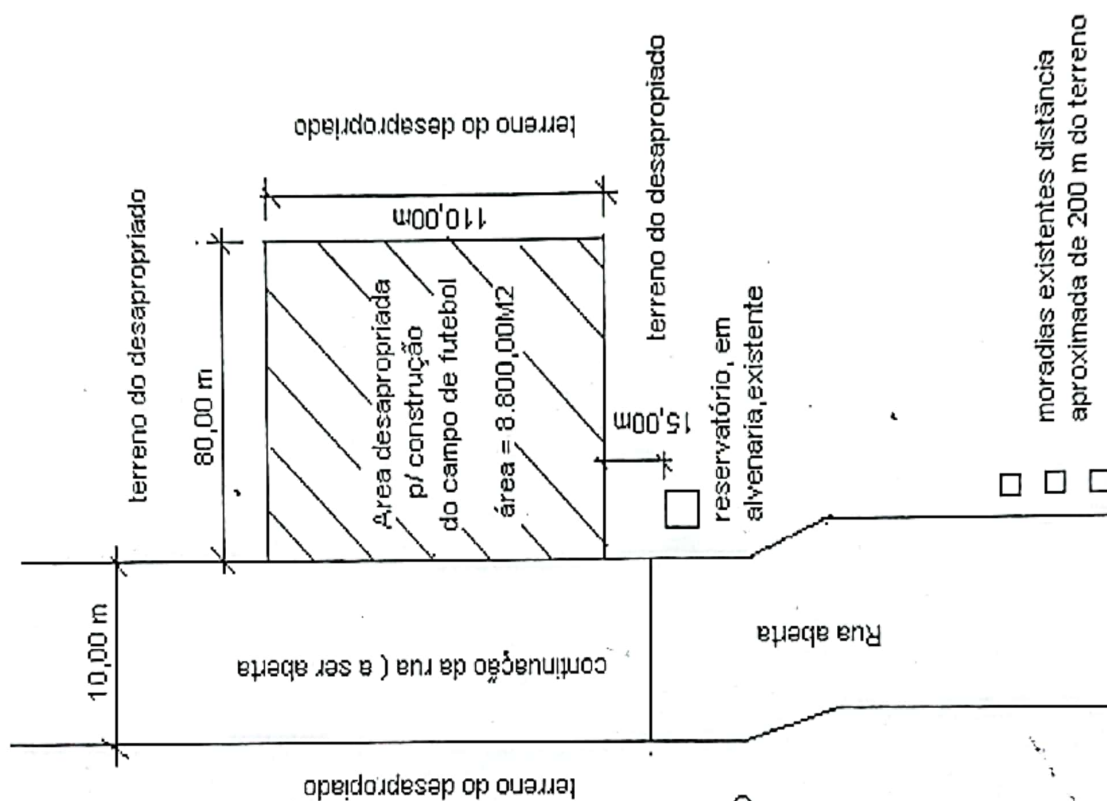 terreno do desapropriado
80,00 m
10,00 m
terreno do desapropriado
110,00m
Area desapropriada
p/ construção
do campo de futebol
área = 8.800,00M2
terreno do desapropiado
15,00m
reservatório, em
alvenaria,existente
continuação da rua ( a ser aberta
Rua aberta
terreno do desapropriado
moradias existentes distância
aproximada de 200 m do terreno